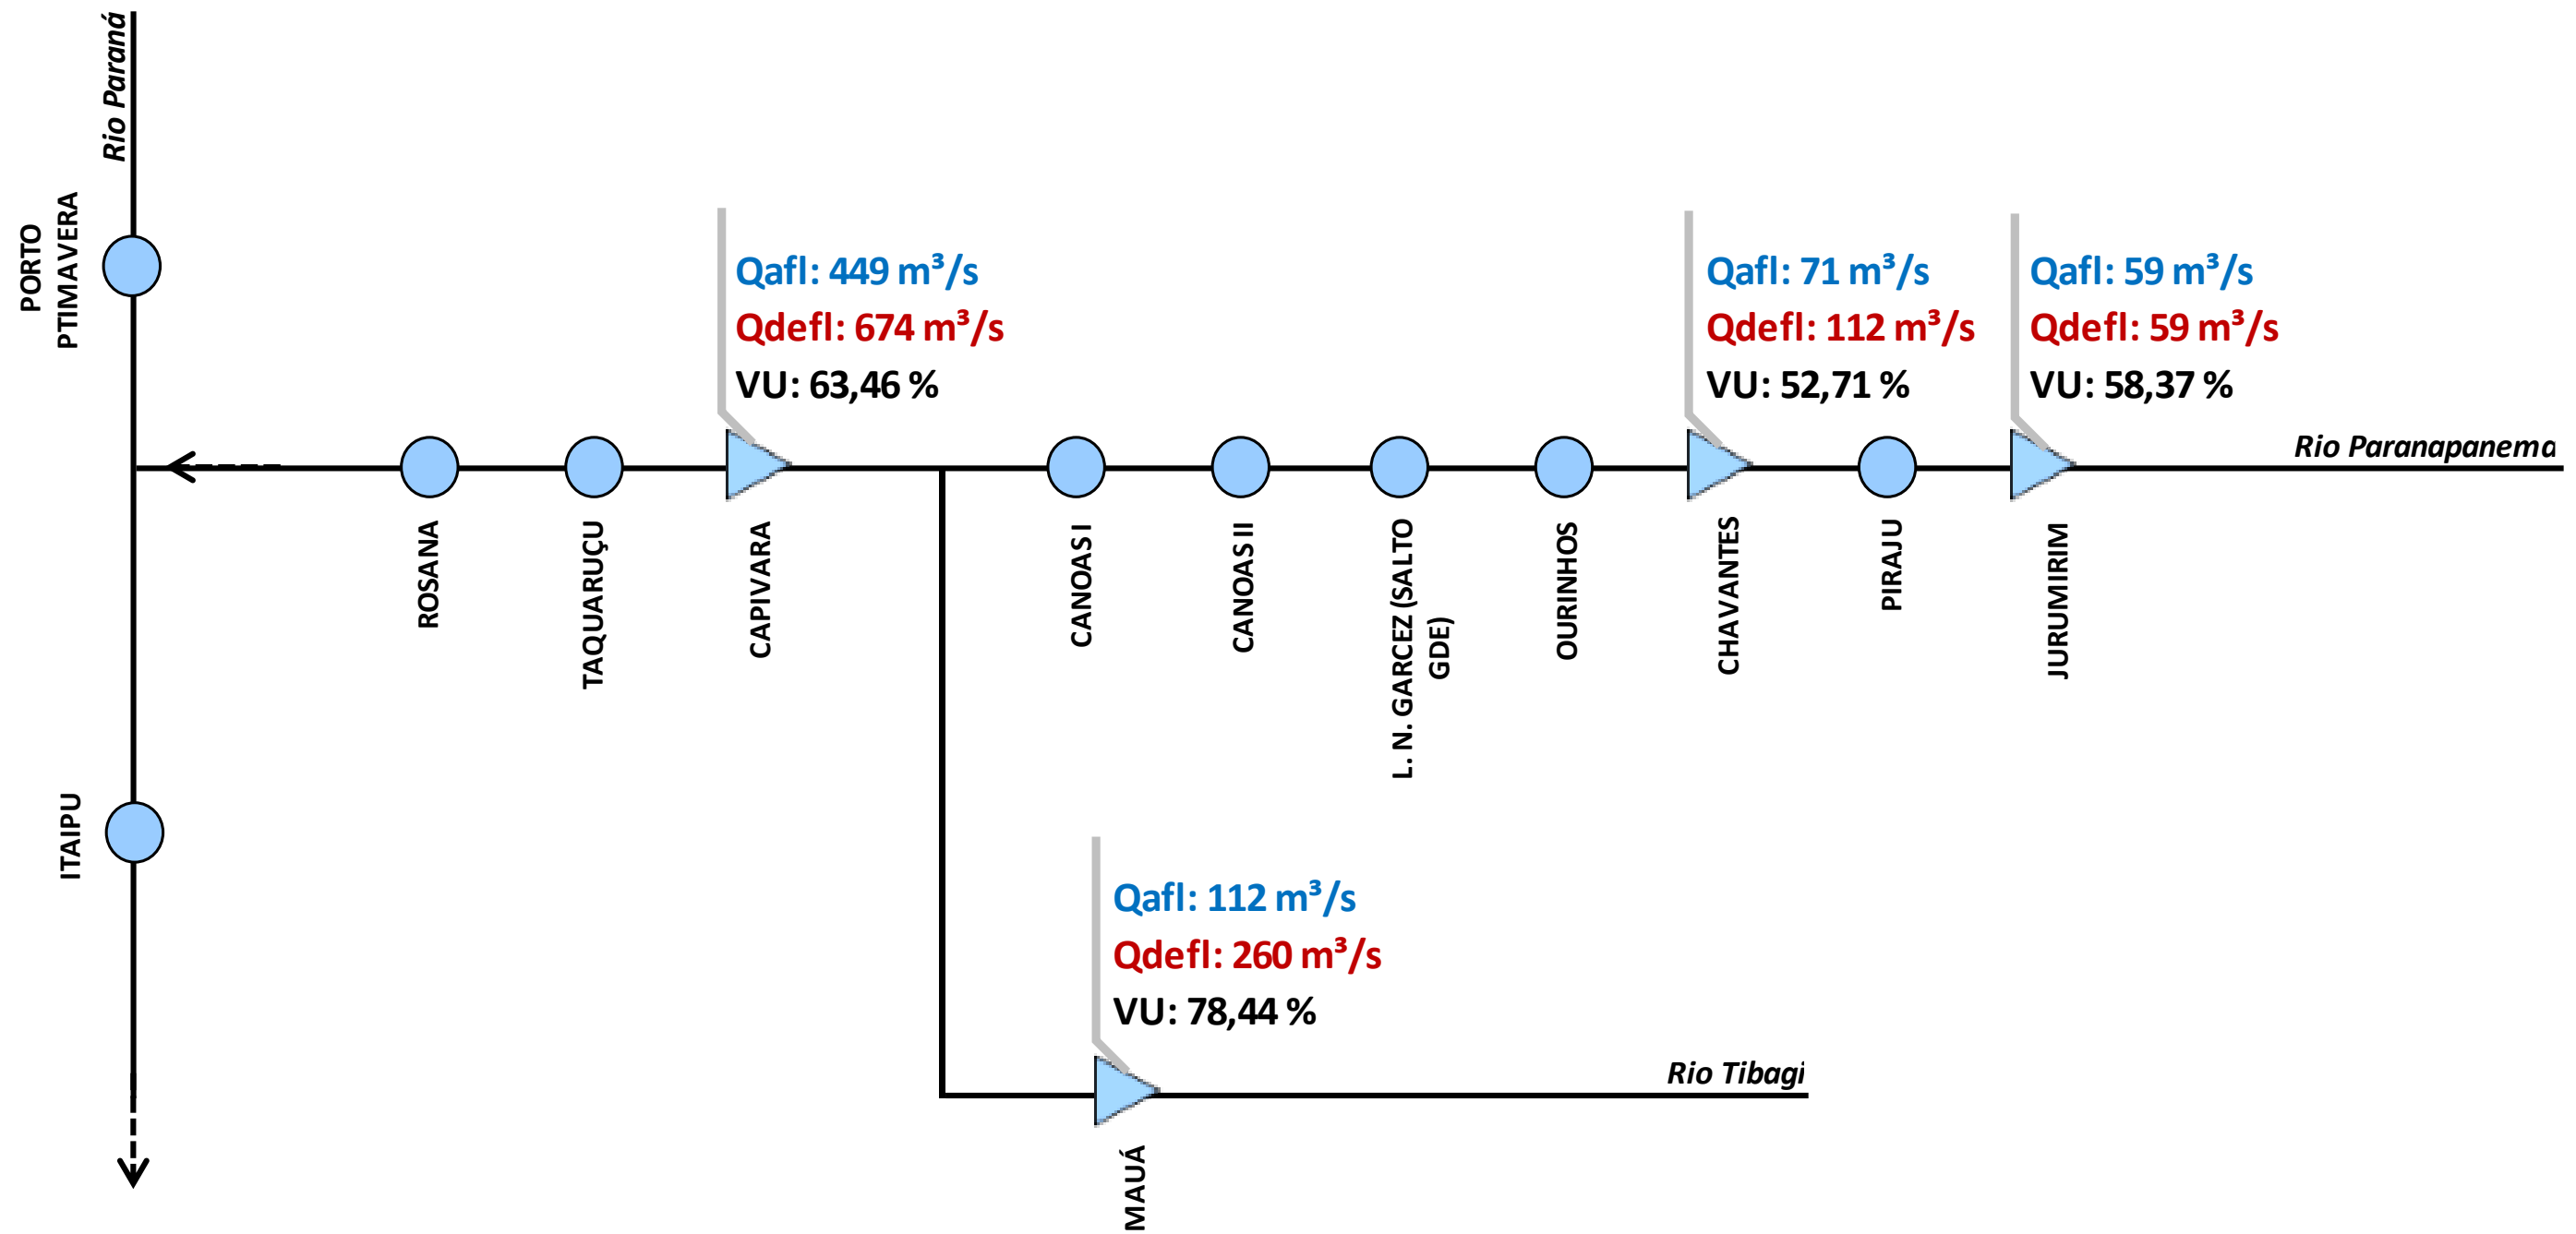 Rio Paraná
PORTO
PTIMAVERA
Qafl: 449 m³/s
Qdefl: 674 m³/s
VU: 63,46 %
Qafl: 71 m³/s
Qdefl: 112 m³/s
VU: 52,71 %
Qafl: 59 m³/s
Qdefl: 59 m³/s
VU: 58,37 %
Rio Paranapanema
ROSANA
TAQUARUÇU
CAPIVARA
CANOAS I
CANOAS II
L. N. GARCEZ (SALTO
GDE)
OURINHOS
CHAVANTES
PIRAJU
JURUMIRIM
ITAIPU
Qafl: 112 m³/s
Qdefl: 260 m³/s
VU: 78,44 %
Rio Tibagi
MAUÁ